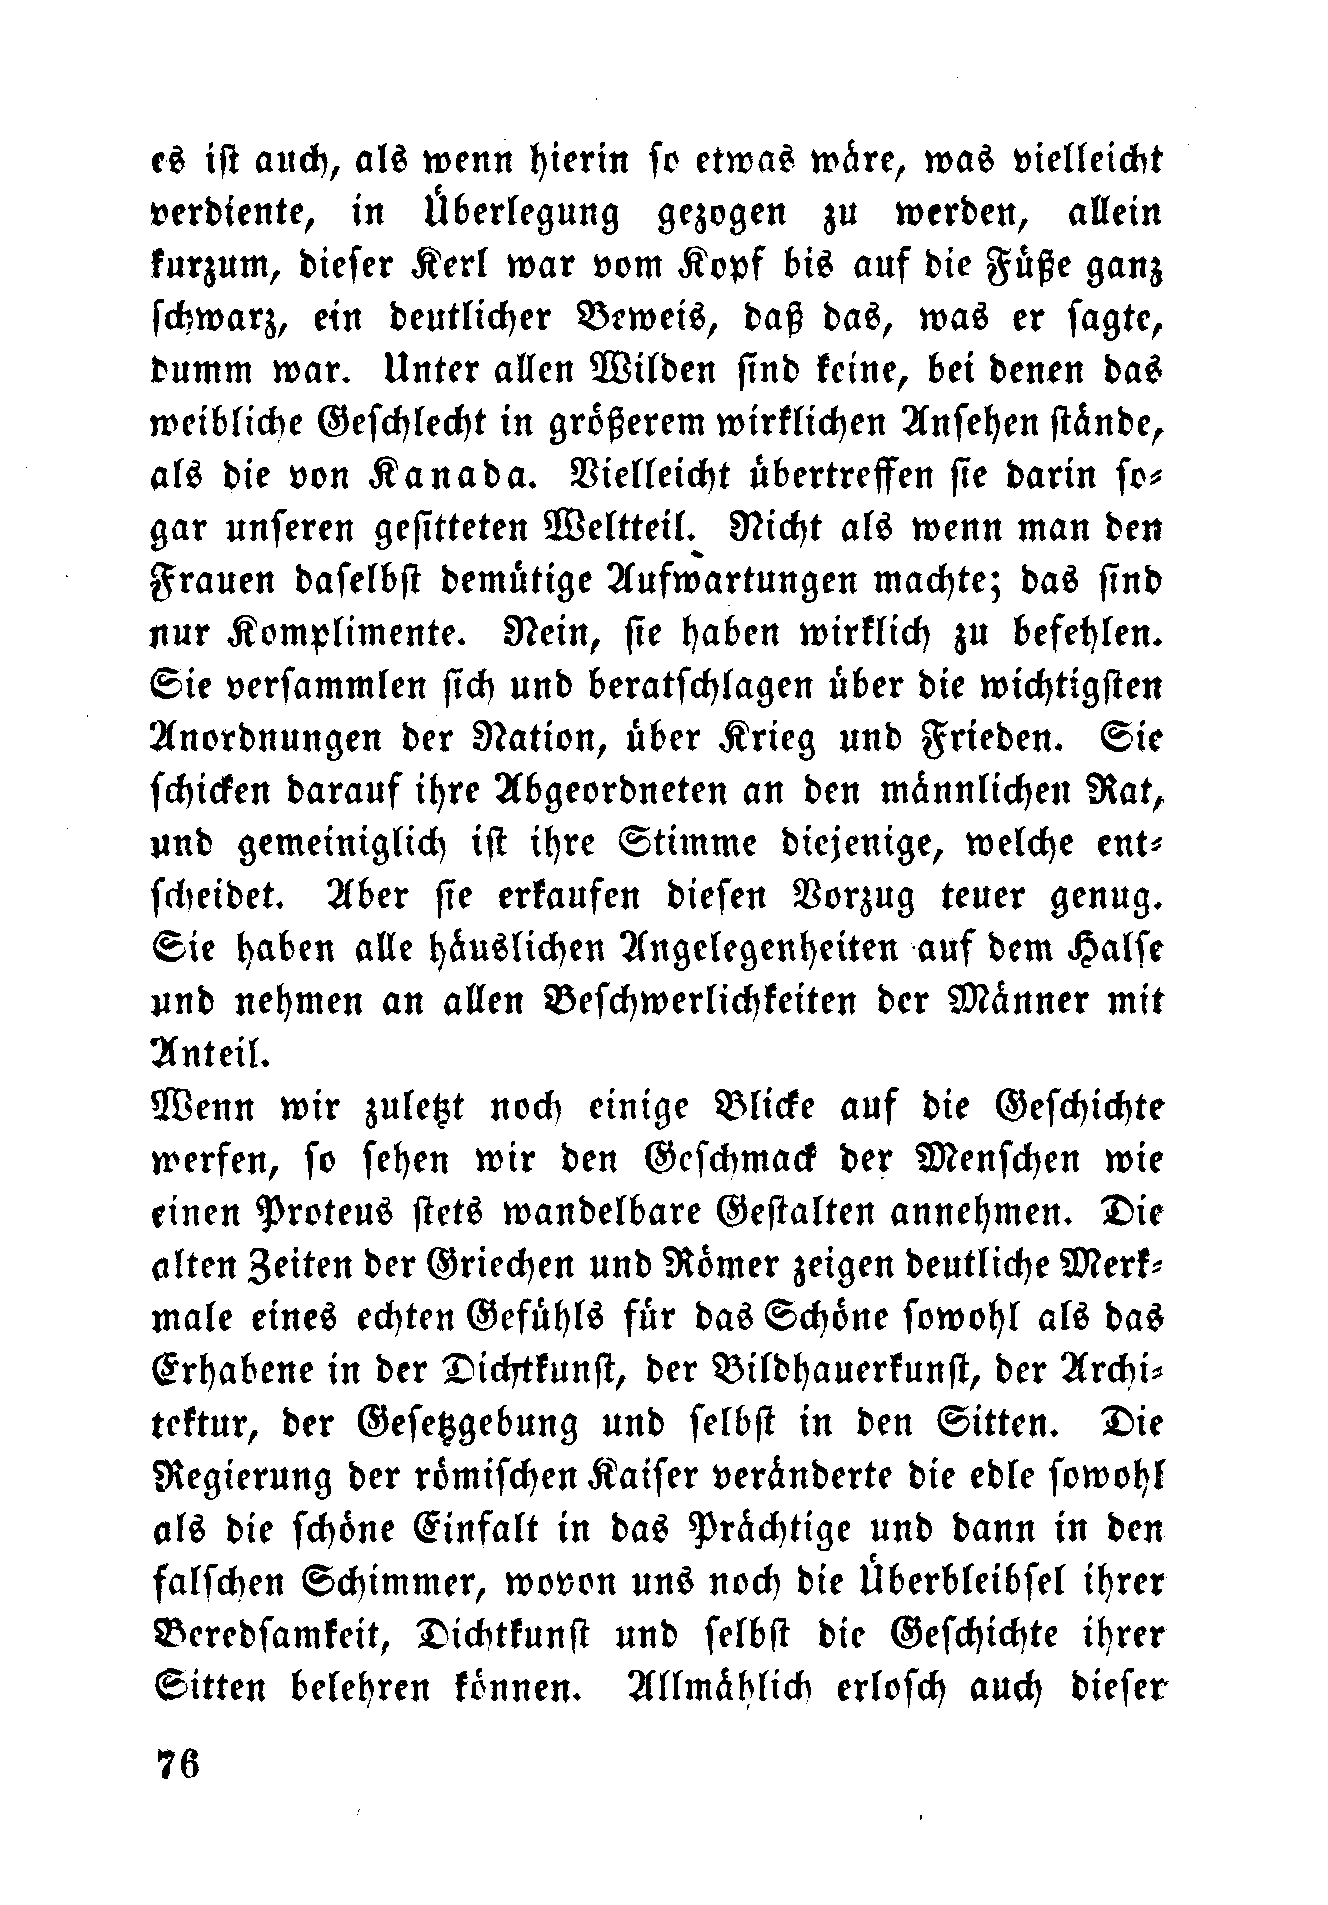 es ist auch, als wenn hierin so etwas wäre, was vielleicht
verdiente, in Überlegung gezogen zu werden, allein
kurzum, dieser Kerl war vom Kopf bis auf die Füße ganz
schwarz, ein deutlicher Beweis, daß das, was er sagte,
dumm war. Unter allen Wilden sind keine, bei denen das
weibliche Geschlecht in größerem wirklichen Ansehen stände,
als die von Kanada. Vielleicht übertreffen sie darin so-
gar unseren gesitteten Weltteil. Nicht als wenn man den
Frauen daselbst demütige Aufwartungen machte; das sind
nur Komplimente. Nein, sie haben wirklich zu befehlen.
Sie versammlen sich und beratschlagen über die wichtigsten
Anordnungen der Nation, über Krieg und Frieden. Sie
schicken darauf ihre Abgeordneten an den männlichen Rat,
und gemeiniglich ist ihre Stimme diejenige, welche ent-
scheidet. Aber sie erkaufen diesen Vorzug teuer genug.
Sie haben alle häuslichen Angelegenheiten auf dem Halse
und nehmen an allen Beschwerlichkeiten der Männer mit
Anteil.
Wenn wir zuletzt noch einige Blicke auf die Geschichte
werfen, so sehen wir den Geschmack der Menschen wie
einen Proteus stets wandelbare Gestalten annehmen. Die
alten Zeiten der Griechen und Römer zeigen deutliche Merk-
male eines echten Gefühls für das Schöne sowohl als das
Erhabene in der Dichtkunst, der Bildhauerkunst, der Archi-
tektur, der Gesetzgebung und selbst in den Sitten. Die
Regierung der römischen Kaiser veränderte die edle sowohl
als die schöne Einfalt in das Prächtige und dann in den
falschen Schimmer, wovon uns noch die Überbleibsel ihrer
Beredsamkeit, Dichtkunst und selbst die Geschichte ihrer
Sitten belehren können. Allmählich erlosch auch dieser
76